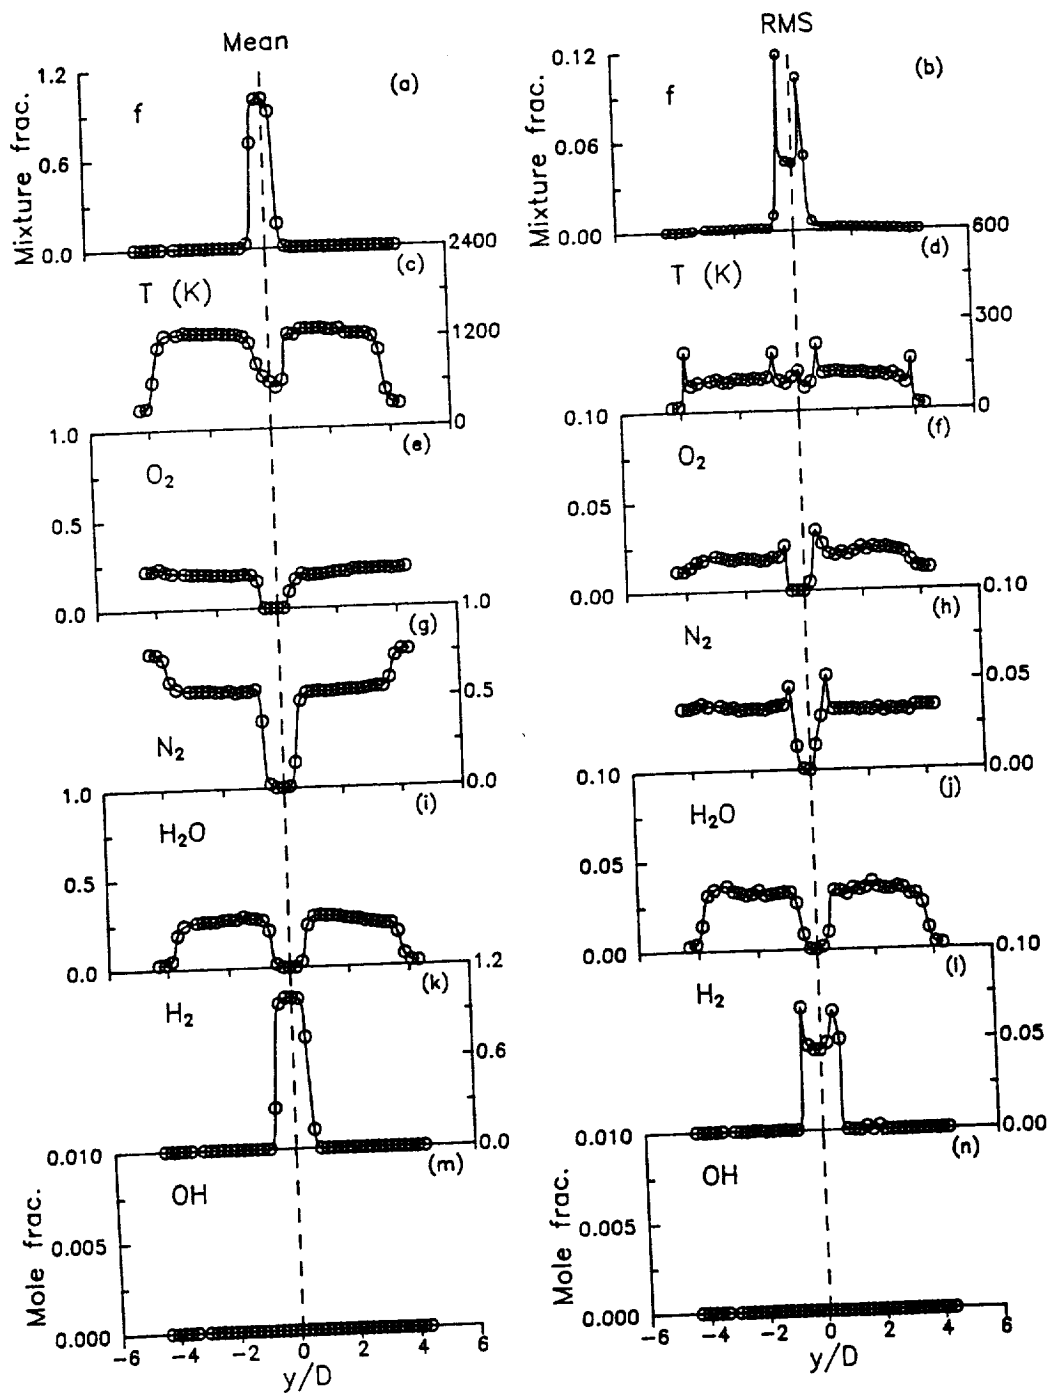 Mean
RMS
(a)
f
Mixture frac.
1.2
0.6
0.0
(b)
f
Mixture frac.
0.12
0.06
0.00
(c)
T (K)
2400
1200
0
(d)
T (K)
600
300
0
(e)
O₂
1.0
0.5
0.0
(f)
O₂
0.10
0.05
0.00
(g)
N₂
1.0
0.5
0.0
(h)
N₂
0.10
0.05
0.00
(i)
H₂O
1.0
0.5
0.0
(j)
H₂O
0.10
0.05
0.00
(k)
H₂
1.2
0.6
0.0
(l)
H₂
0.10
0.05
0.00
(m)
OH
Mole frac.
0.010
0.005
0.000
-6 -4 -2 0 2 4 6
y/D
(n)
OH
Mole frac.
0.010
0.005
0.000
-6 -4 -2 0 2 4 6
y/D